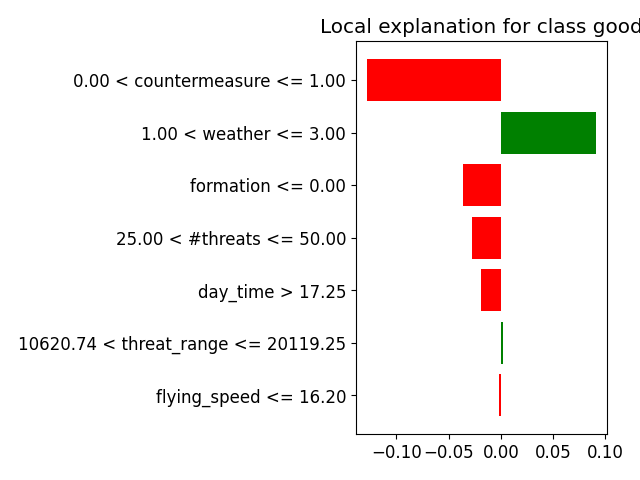 Local explanation for class good
0.00 < countermeasure <= 1.00
1.00 < weather <= 3.00
formation <= 0.00
25.00 < #threats <= 50.00
day_time > 17.25
10620.74 < threat_range <= 20119.25
flying_speed <= 16.20
−0.10 −0.05 0.00 0.05 0.10